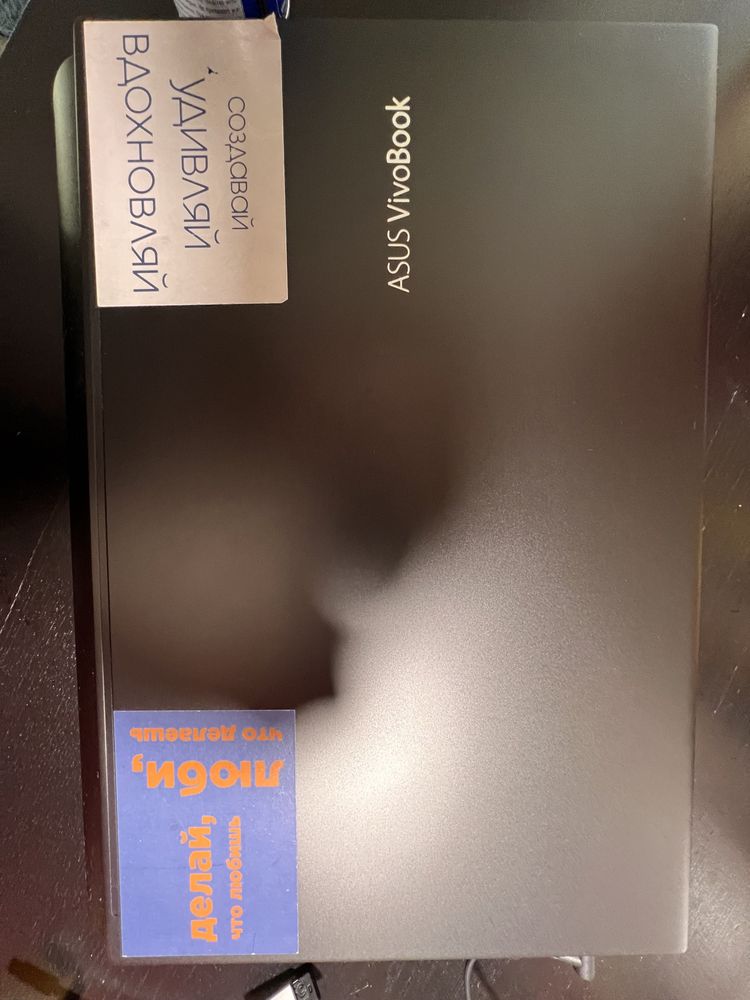 создавай
удивляй
вдохновляй
ASUS VivoBook
люби,
что делаешь
делай,
что любишь